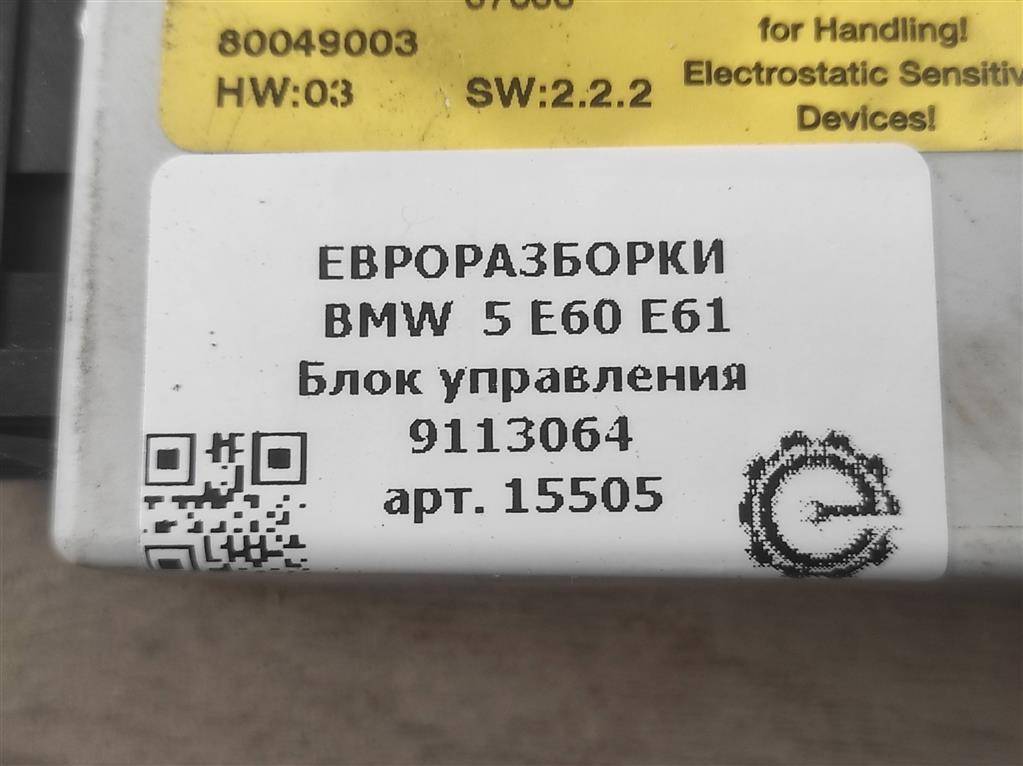 80049003
HW:03 SW:2.2.2
for Handling!
Electrostatic Sensitiv
Devices!
ЕВРОРАЗБОРКИ
BMW 5 E60 E61
Блок управления
9113064
арт. 15505